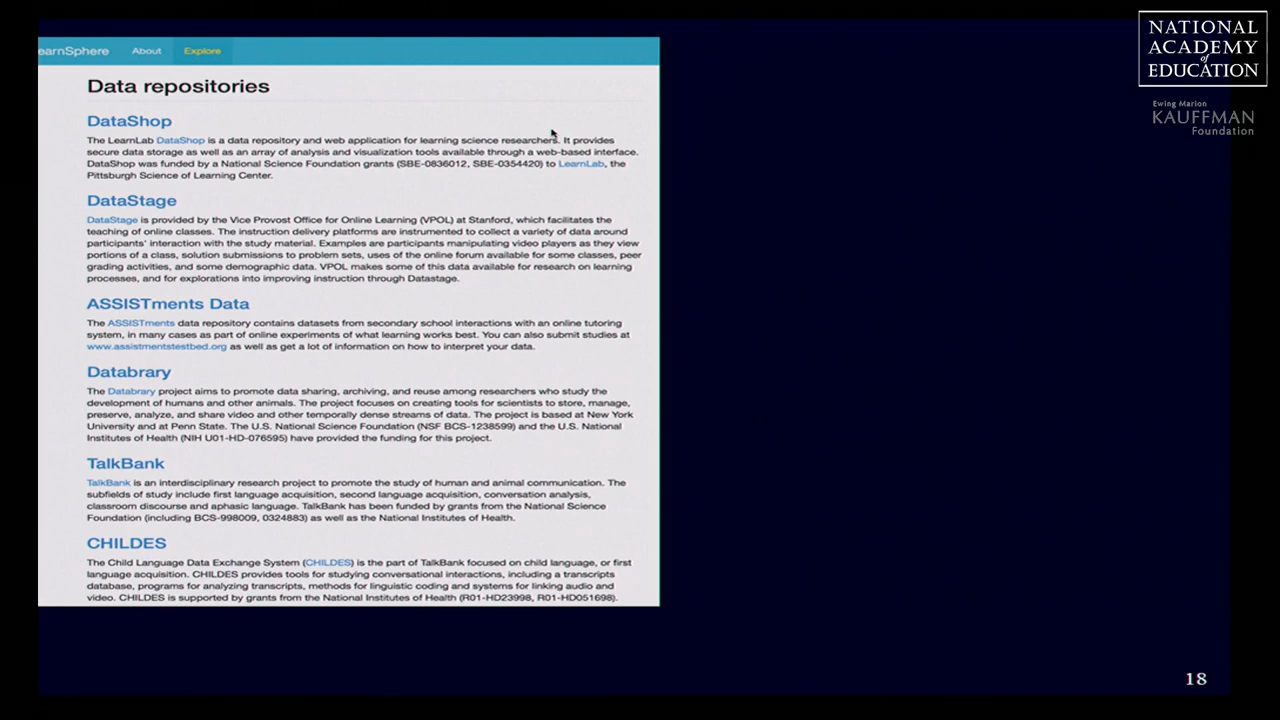 earnSphere About Explore
Data repositories
DataShop
The LearnLab DataShop is a data repository and web application for learning science researchers. It provides
secure data storage as well as an array of analysis and visualization tools available through a web-based interface.
DataShop was funded by a National Science Foundation grants (SBE-0836012, SBE-0354420) to LearnLab, the
Pittsburgh Science of Learning Center.
DataStage
DataStage is provided by the Vice Provost Office for Online Learning (VPOL) at Stanford, which facilitates the
teaching of online classes. The instruction delivery platforms are instrumented to collect a variety of data around
participants' interaction with the study material. Examples are participants manipulating video players as they view
portions of a class, solution submissions to problem sets, uses of the online forum available for some classes, peer
grading activities, and some demographic data. VPOL makes some of this data available for research on learning
processes, and for explorations into improving instruction through Datastage.
ASSISTments Data
The ASSISTments data repository contains datasets from secondary school interactions with an online tutoring
system, in many cases as part of online experiments of what learning works best. You can also submit studies at
www.assistmentstestbed.org as well as get a lot of information on how to interpret your data.
Databrary
The Databrary project aims to promote data sharing, archiving, and reuse among researchers who study the
development of humans and other animals. The project focuses on creating tools for scientists to store, manage,
preserve, analyze, and share video and other temporally dense streams of data. The project is based at New York
University and at Penn State. The U.S. National Science Foundation (NSF BCS-1238599) and the U.S. National
Institutes of Health (NIH U01-HD-076595) have provided the funding for this project.
TalkBank
TalkBank is an interdisciplinary research project to promote the study of human and animal communication. The
subfields of study include first language acquisition, second language acquisition, conversation analysis,
classroom discourse and aphasic language. TalkBank has been funded by grants from the National Science
Foundation (including BCS-998009, 0324883) as well as the National Institutes of Health.
CHILDES
The Child Language Data Exchange System (CHILDES) is the part of TalkBank focused on child language, or first
language acquisition. CHILDES provides tools for studying conversational interactions, including a transcripts
database, programs for analyzing transcripts, methods for linguistic coding and systems for linking audio and
video. CHILDES is supported by grants from the National Institutes of Health (R01-HD23998, R01-HD051698).
NATIONAL
ACADEMY
of
EDUCATION
Ewing Marion
KAUFFMAN
Foundation
18